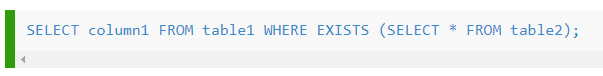 SELECT column1 FROM table1 WHERE EXISTS (SELECT * FROM table2);